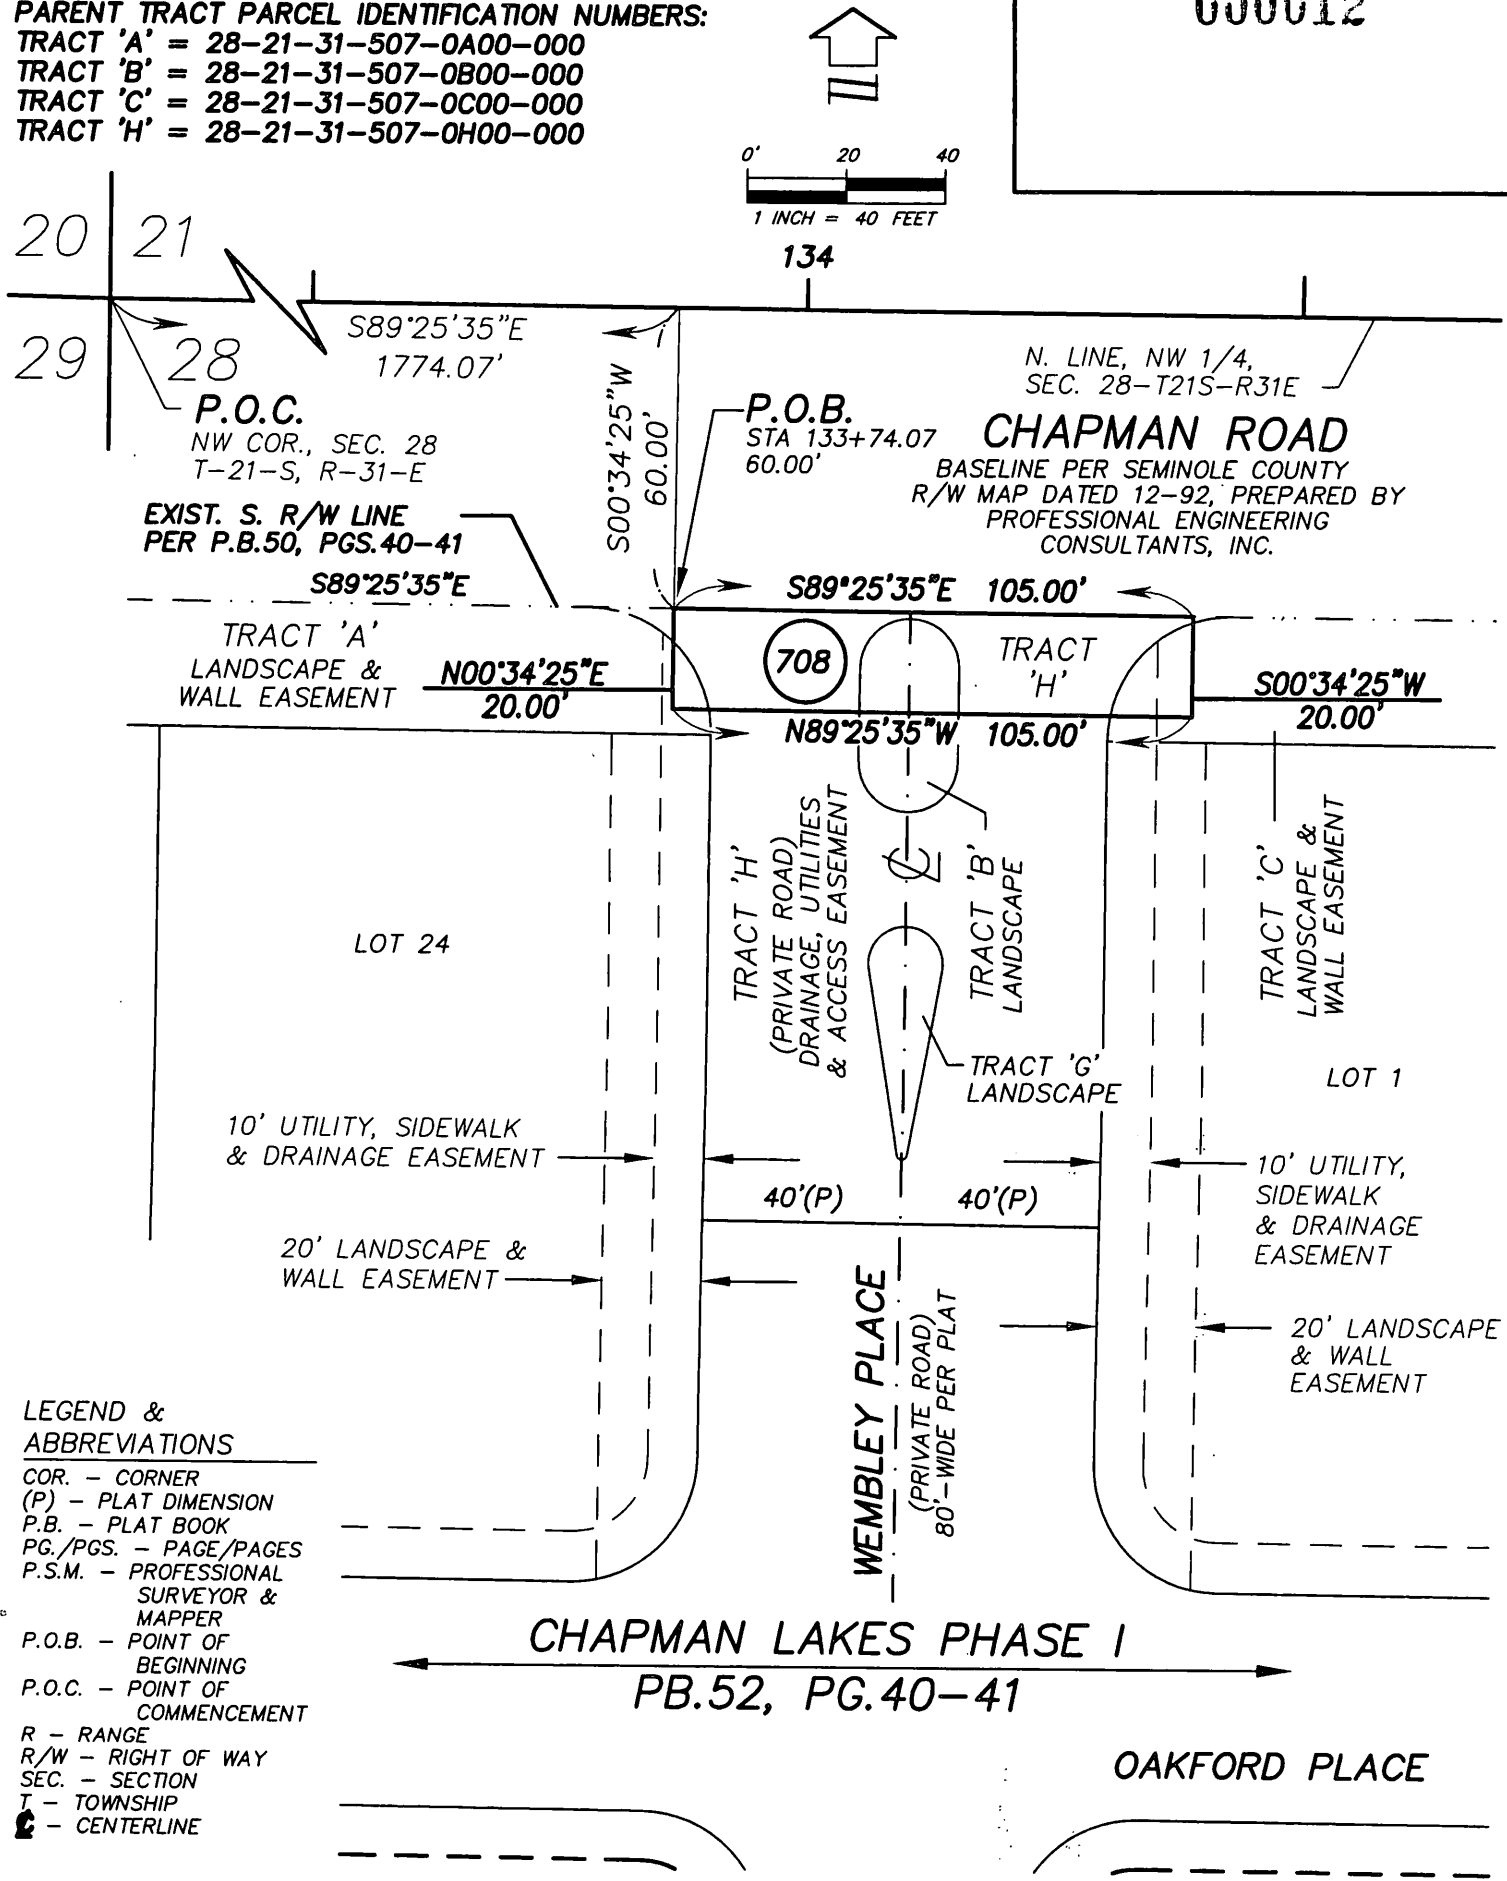 PARENT TRACT PARCEL IDENTIFICATION NUMBERS:
TRACT 'A' = 28-21-31-507-0A00-000
TRACT 'B' = 28-21-31-507-0B00-000
TRACT 'C' = 28-21-31-507-0C00-000
TRACT 'H' = 28-21-31-507-0H00-000
N
0' 20 40
1 INCH = 40 FEET
134
20 21
29 28
S89°25'35"E
1774.07'
N. LINE, NW 1/4,
SEC. 28-T21S-R31E
P.O.C.
NW COR., SEC. 28
T-21-S, R-31-E
S00°34'25"W
60.00'
P.O.B.
STA 133+74.07
60.00'
CHAPMAN ROAD
BASELINE PER SEMINOLE COUNTY
R/W MAP DATED 12-92, PREPARED BY
PROFESSIONAL ENGINEERING
CONSULTANTS, INC.
EXIST. S. R/W LINE
PER P.B.50, PGS.40-41
S89°25'35"E
S89°25'35"E 105.00'
TRACT 'A'
LANDSCAPE &
WALL EASEMENT
N00°34'25"E
20.00'
708
TRACT
'H'
S00°34'25"W
20.00'
N89°25'35"W 105.00'
TRACT 'H'
(PRIVATE ROAD)
DRAINAGE, UTILITIES
& ACCESS EASEMENT
TRACT 'B'
LANDSCAPE
TRACT 'C'
LANDSCAPE &
WALL EASEMENT
LOT 24
TRACT 'G'
LANDSCAPE
LOT 1
10' UTILITY, SIDEWALK
& DRAINAGE EASEMENT
10' UTILITY,
SIDEWALK
& DRAINAGE
EASEMENT
40'(P) 40'(P)
20' LANDSCAPE &
WALL EASEMENT
WEMBLEY PLACE
(PRIVATE ROAD)
80'-WIDE PER PLAT
20' LANDSCAPE
& WALL
EASEMENT
LEGEND &
ABBREVIATIONS
COR. - CORNER
(P) - PLAT DIMENSION
P.B. - PLAT BOOK
PG./PGS. - PAGE/PAGES
P.S.M. - PROFESSIONAL
SURVEYOR &
MAPPER
P.O.B. - POINT OF
BEGINNING
P.O.C. - POINT OF
COMMENCEMENT
R - RANGE
R/W - RIGHT OF WAY
SEC. - SECTION
T - TOWNSHIP
℄ - CENTERLINE
CHAPMAN LAKES PHASE I
PB.52, PG.40-41
OAKFORD PLACE